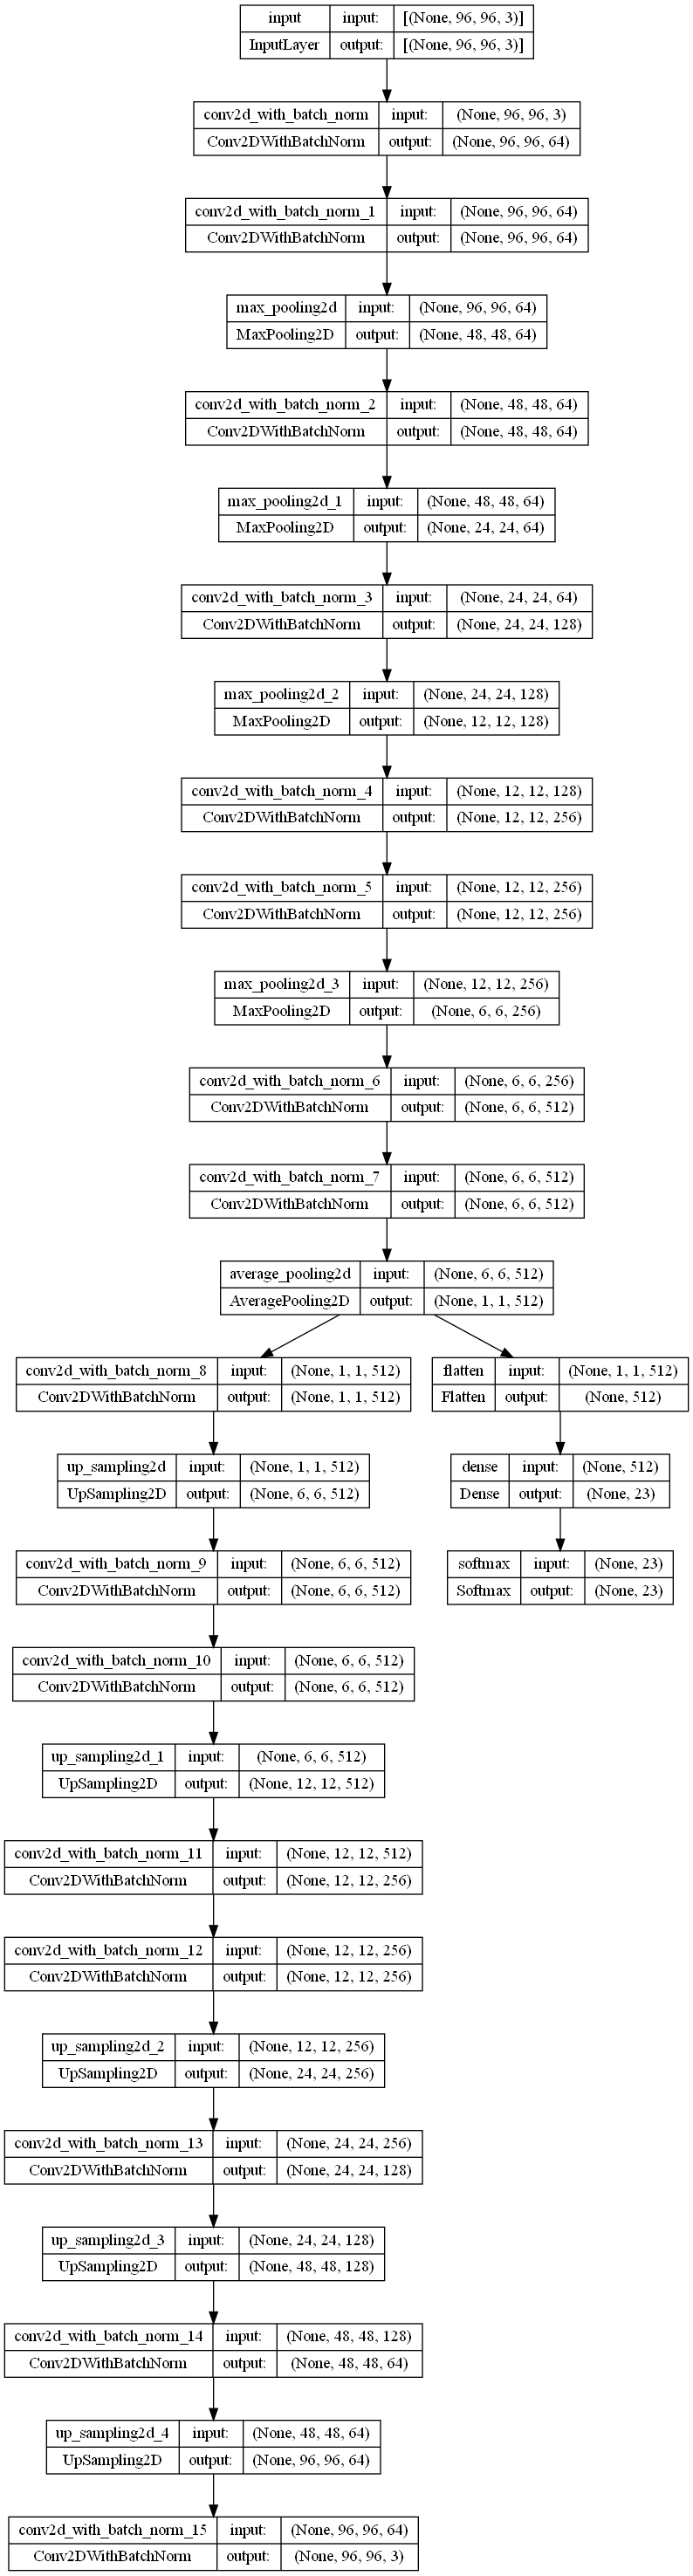 input input: [(None, 96, 96, 3)]
InputLayer output: [(None, 96, 96, 3)]
conv2d_with_batch_norm input: (None, 96, 96, 3)
Conv2DWithBatchNorm output: (None, 96, 96, 64)
conv2d_with_batch_norm_1 input: (None, 96, 96, 64)
Conv2DWithBatchNorm output: (None, 96, 96, 64)
max_pooling2d input: (None, 96, 96, 64)
MaxPooling2D output: (None, 48, 48, 64)
conv2d_with_batch_norm_2 input: (None, 48, 48, 64)
Conv2DWithBatchNorm output: (None, 48, 48, 64)
max_pooling2d_1 input: (None, 48, 48, 64)
MaxPooling2D output: (None, 24, 24, 64)
conv2d_with_batch_norm_3 input: (None, 24, 24, 64)
Conv2DWithBatchNorm output: (None, 24, 24, 128)
max_pooling2d_2 input: (None, 24, 24, 128)
MaxPooling2D output: (None, 12, 12, 128)
conv2d_with_batch_norm_4 input: (None, 12, 12, 128)
Conv2DWithBatchNorm output: (None, 12, 12, 256)
conv2d_with_batch_norm_5 input: (None, 12, 12, 256)
Conv2DWithBatchNorm output: (None, 12, 12, 256)
max_pooling2d_3 input: (None, 12, 12, 256)
MaxPooling2D output: (None, 6, 6, 256)
conv2d_with_batch_norm_6 input: (None, 6, 6, 256)
Conv2DWithBatchNorm output: (None, 6, 6, 512)
conv2d_with_batch_norm_7 input: (None, 6, 6, 512)
Conv2DWithBatchNorm output: (None, 6, 6, 512)
average_pooling2d input: (None, 6, 6, 512)
AveragePooling2D output: (None, 1, 1, 512)
conv2d_with_batch_norm_8 input: (None, 1, 1, 512)
Conv2DWithBatchNorm output: (None, 1, 1, 512)
flatten input: (None, 1, 1, 512)
Flatten output: (None, 512)
up_sampling2d input: (None, 1, 1, 512)
UpSampling2D output: (None, 6, 6, 512)
dense input: (None, 512)
Dense output: (None, 23)
conv2d_with_batch_norm_9 input: (None, 6, 6, 512)
Conv2DWithBatchNorm output: (None, 6, 6, 512)
softmax input: (None, 23)
Softmax output: (None, 23)
conv2d_with_batch_norm_10 input: (None, 6, 6, 512)
Conv2DWithBatchNorm output: (None, 6, 6, 512)
up_sampling2d_1 input: (None, 6, 6, 512)
UpSampling2D output: (None, 12, 12, 512)
conv2d_with_batch_norm_11 input: (None, 12, 12, 512)
Conv2DWithBatchNorm output: (None, 12, 12, 256)
conv2d_with_batch_norm_12 input: (None, 12, 12, 256)
Conv2DWithBatchNorm output: (None, 12, 12, 256)
up_sampling2d_2 input: (None, 12, 12, 256)
UpSampling2D output: (None, 24, 24, 256)
conv2d_with_batch_norm_13 input: (None, 24, 24, 256)
Conv2DWithBatchNorm output: (None, 24, 24, 128)
up_sampling2d_3 input: (None, 24, 24, 128)
UpSampling2D output: (None, 48, 48, 128)
conv2d_with_batch_norm_14 input: (None, 48, 48, 128)
Conv2DWithBatchNorm output: (None, 48, 48, 64)
up_sampling2d_4 input: (None, 48, 48, 64)
UpSampling2D output: (None, 96, 96, 64)
conv2d_with_batch_norm_15 input: (None, 96, 96, 64)
Conv2DWithBatchNorm output: (None, 96, 96, 3)